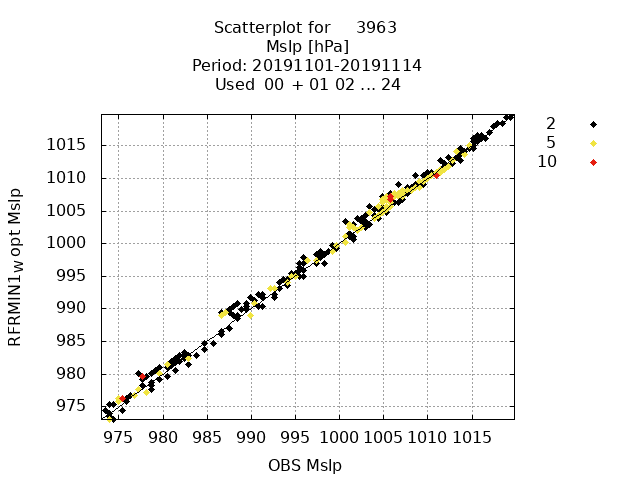 Scatterplot for 3963
Mslp [hPa]
Period: 20191101-20191114
Used 00 + 01 02 ... 24
2
5
10
1015
1010
1005
1000
995
990
985
980
975
RFRMIN1w opt Mslp
975 980 985 990 995 1000 1005 1010 1015
OBS Mslp